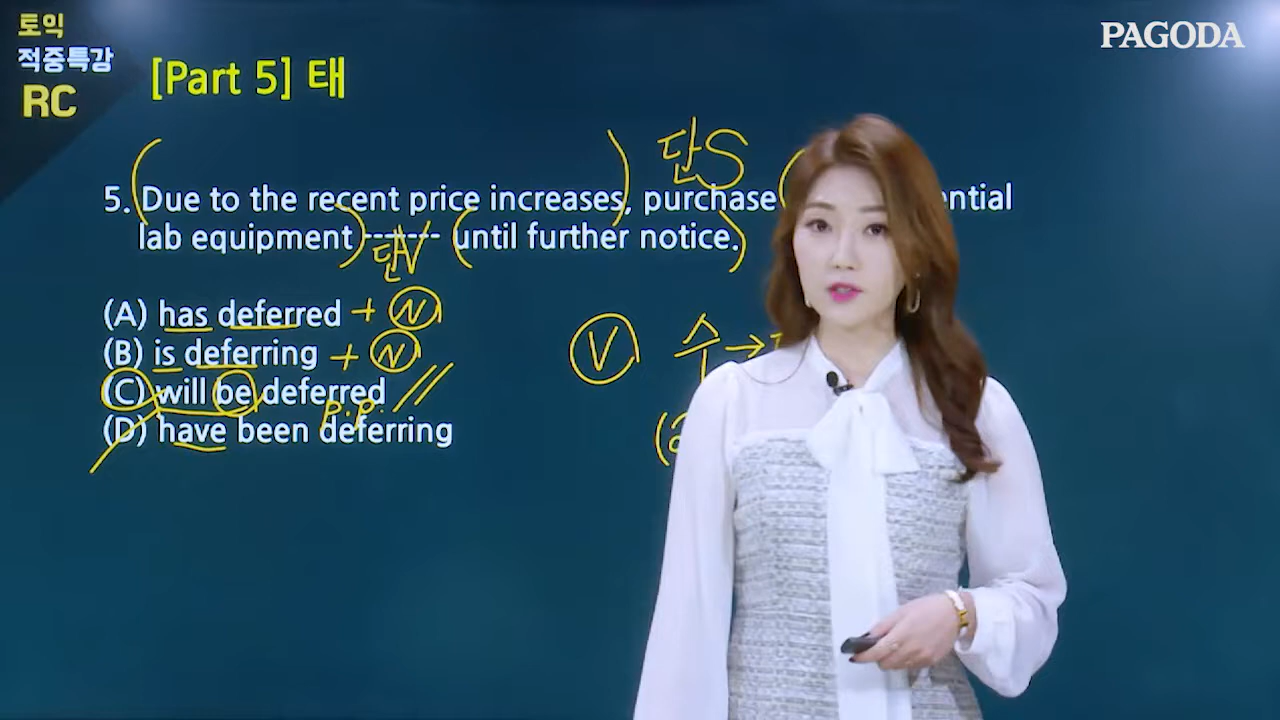 토익
적중특강
RC
PAGODA
[Part 5] 태
단S
5. Due to the recent price increases, purchase ential
lab equipment ------- until further notice.
단V
(A) has deferred + N
(B) is deferring + N
(C) will be deferred
p.p.
(D) have been deferring
V 수 →